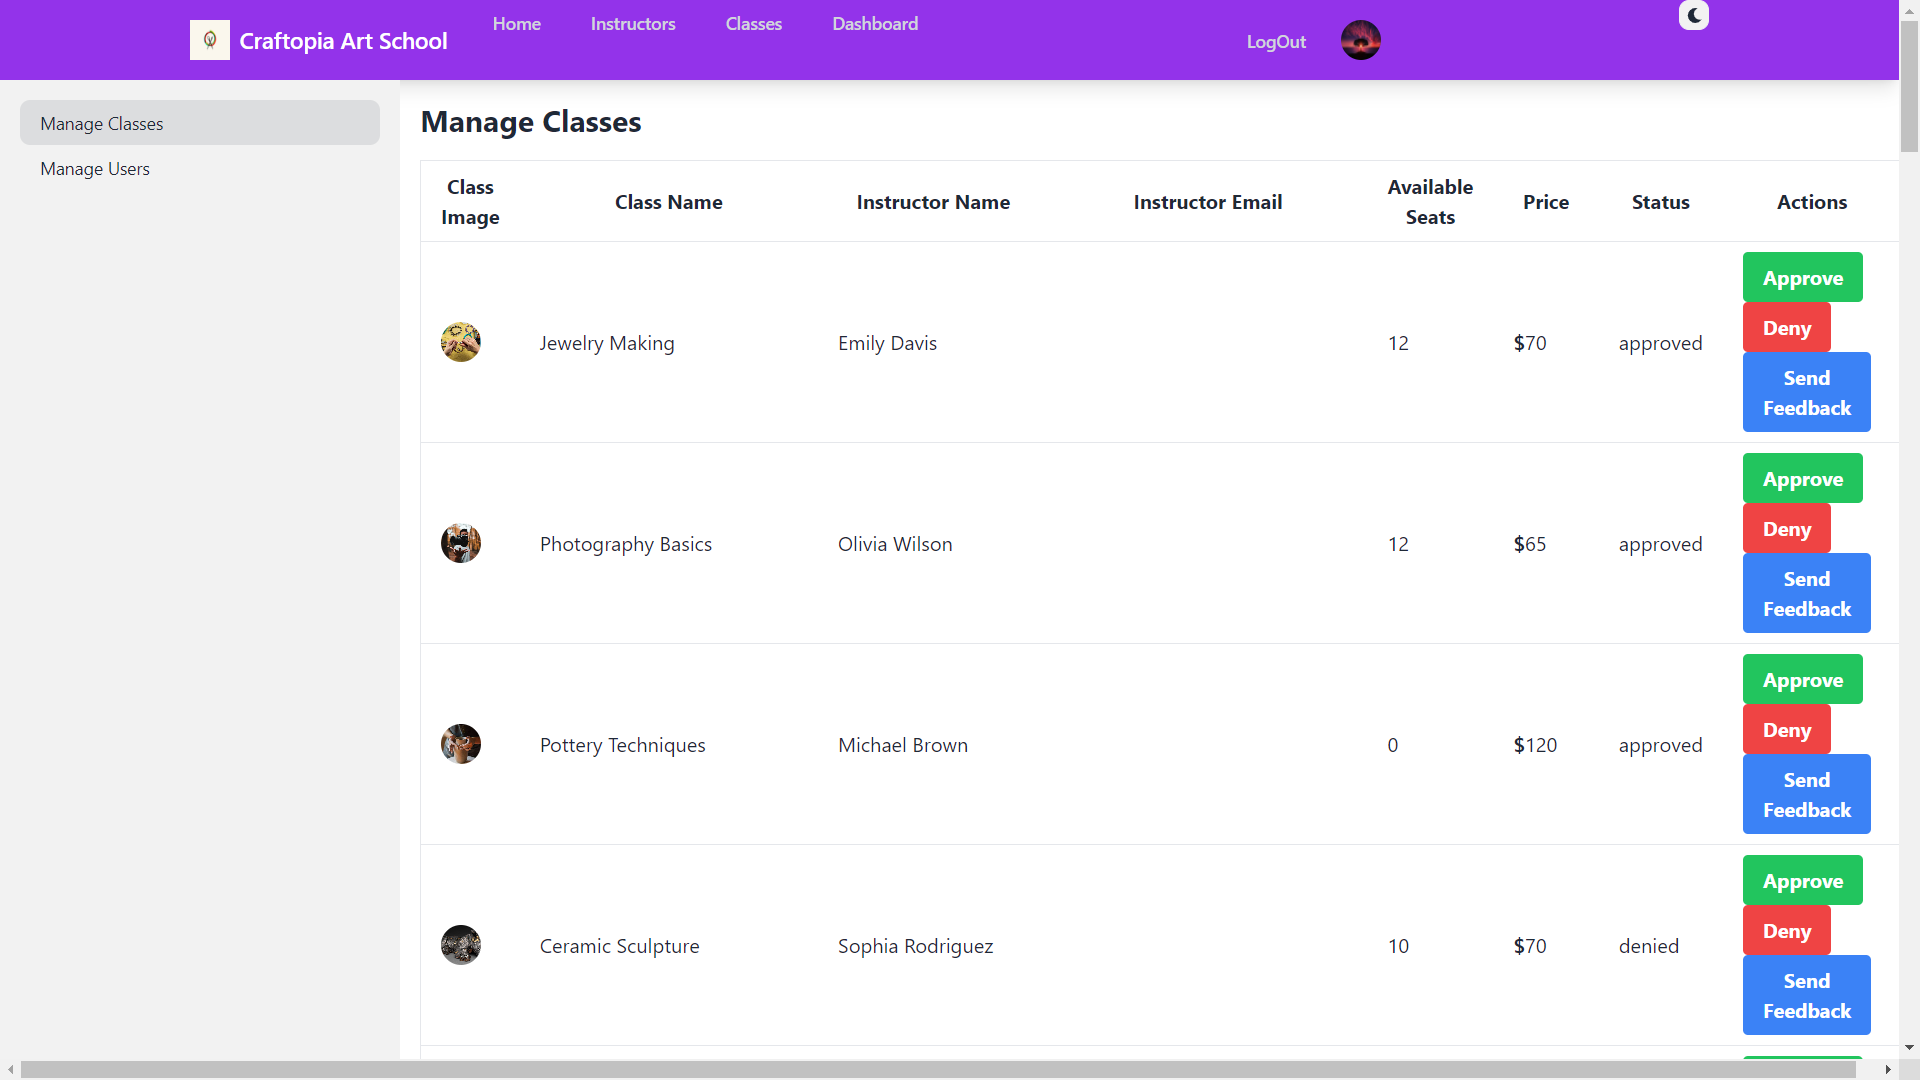 Craftopia Art School
Home Instructors Classes Dashboard
LogOut
Manage Classes
Manage Users
Manage Classes
Class Image Class Name Instructor Name Instructor Email Available Seats Price Status Actions
Jewelry Making Emily Davis 12 $70 approved
Approve
Deny
Send
Feedback
Photography Basics Olivia Wilson 12 $65 approved
Approve
Deny
Send
Feedback
Pottery Techniques Michael Brown 0 $120 approved
Approve
Deny
Send
Feedback
Ceramic Sculpture Sophia Rodriguez 10 $70 denied
Approve
Deny
Send
Feedback